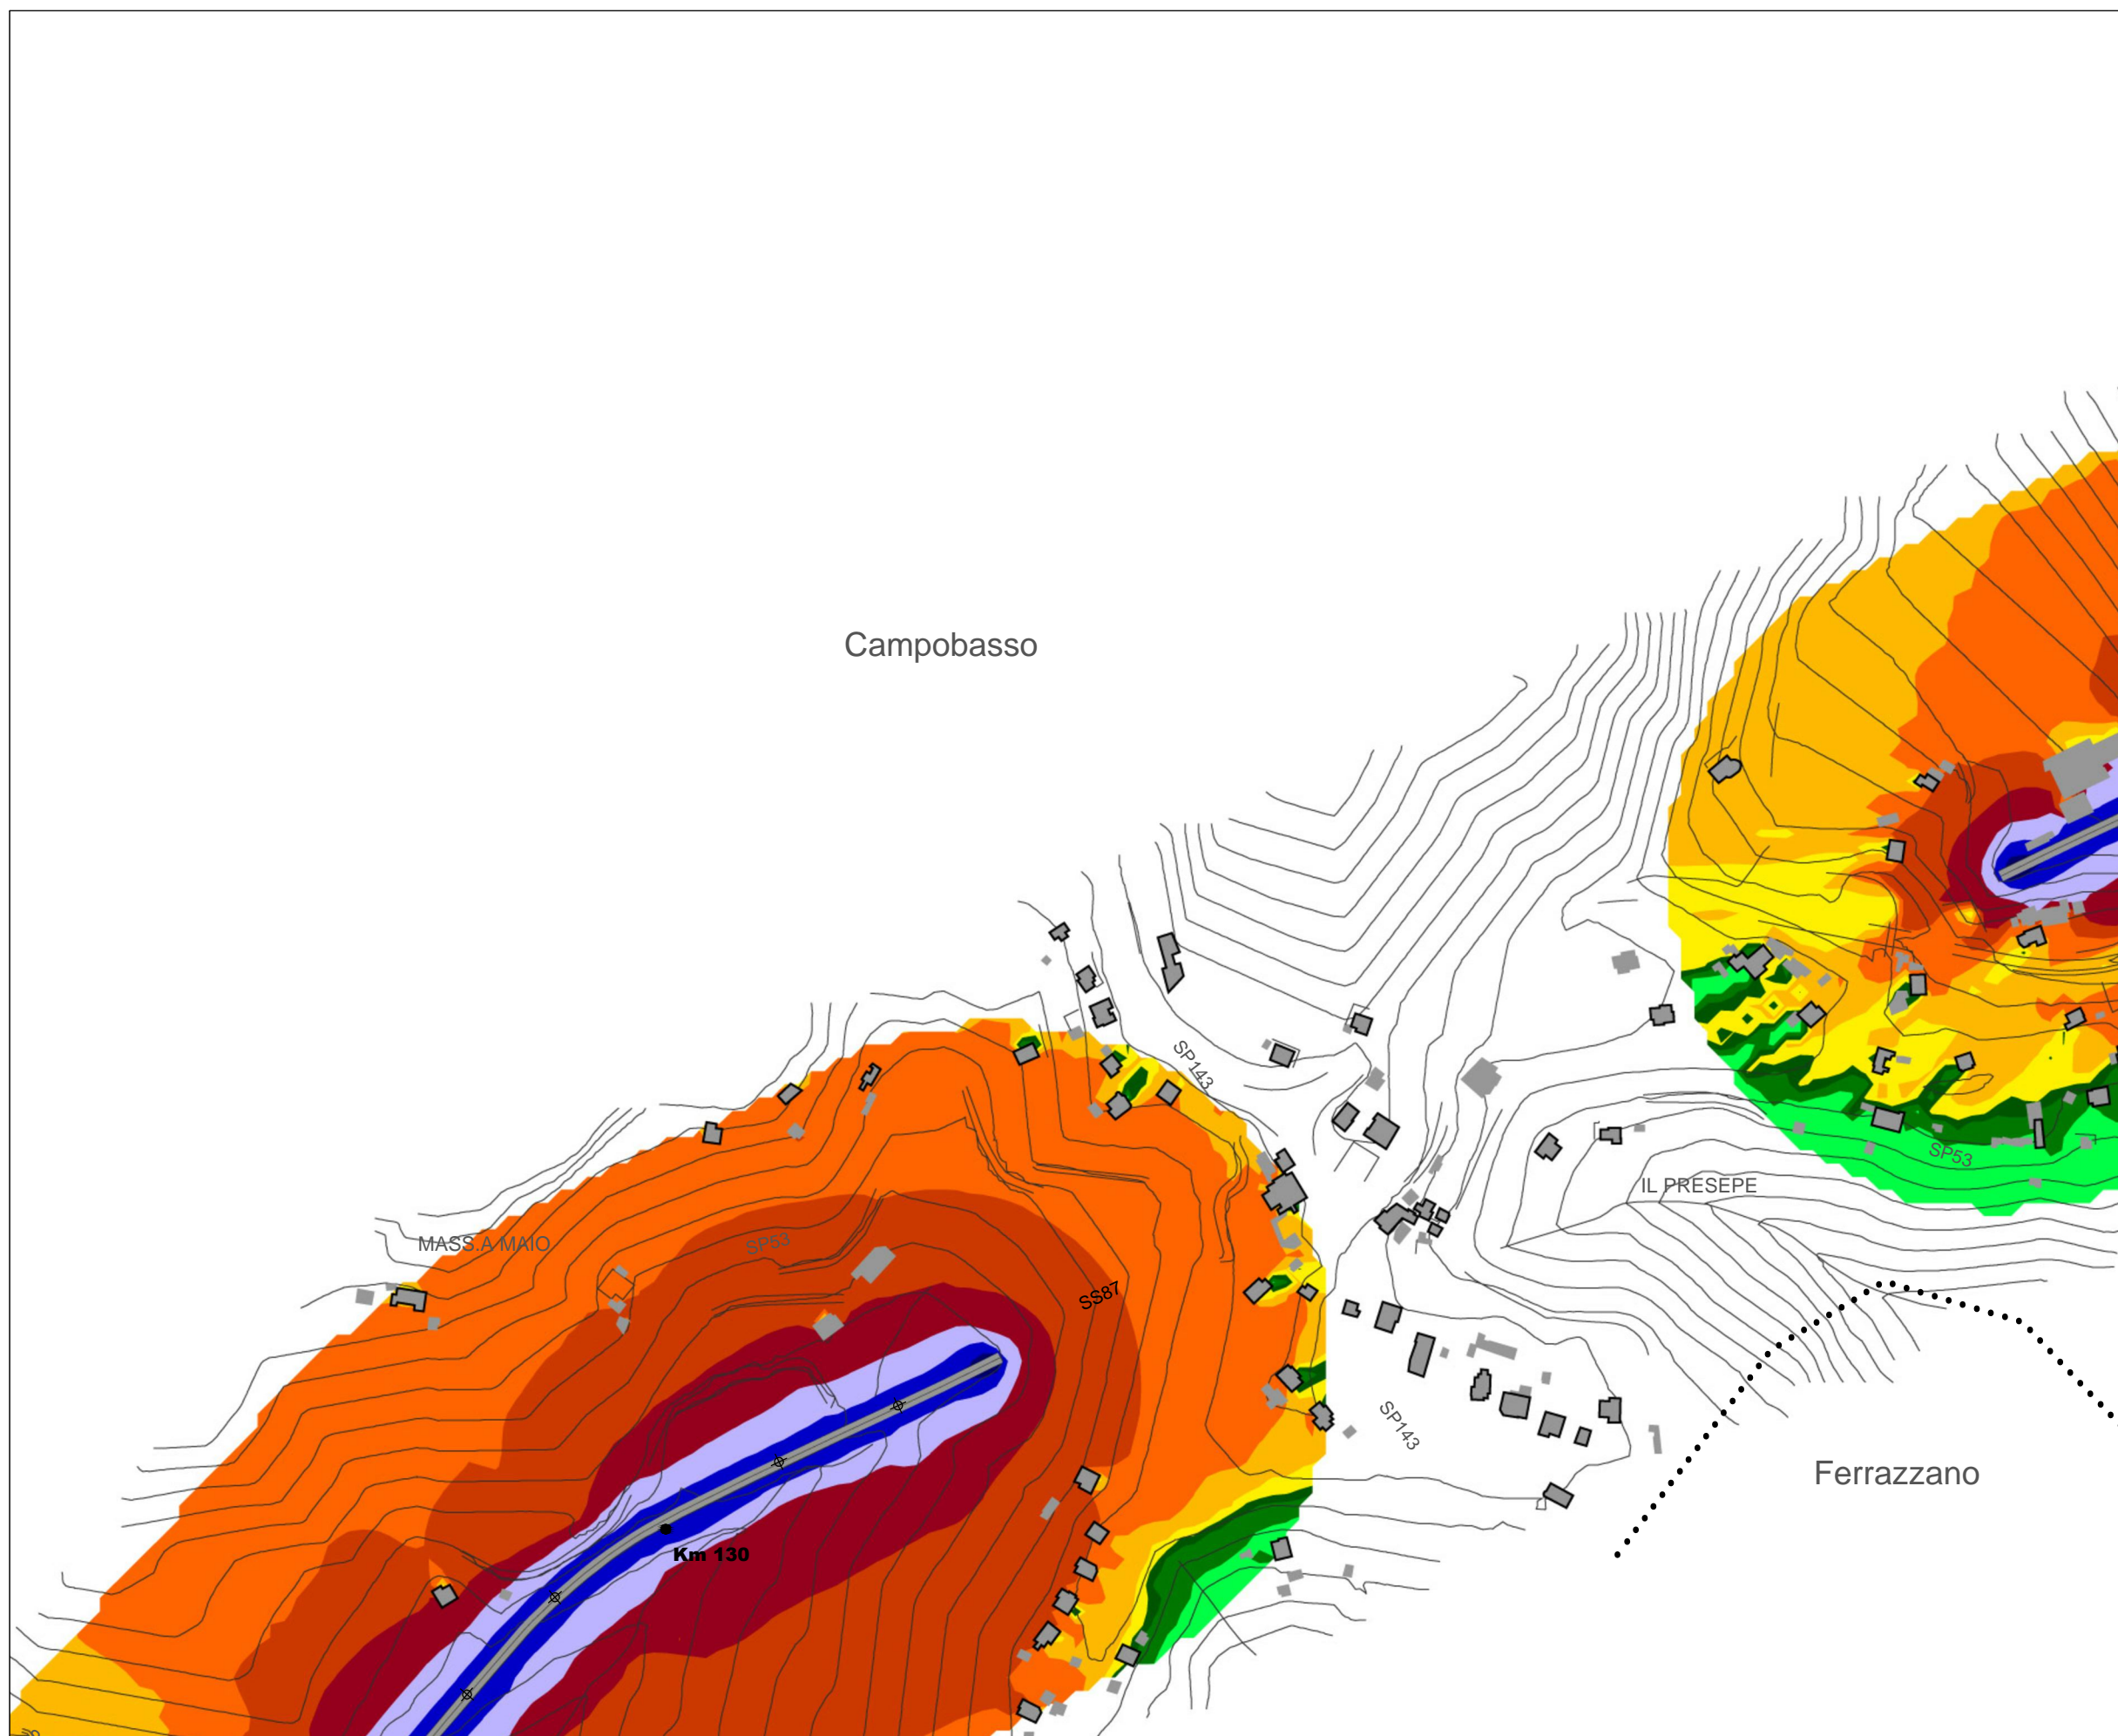 Campobasso
SP143
SP53
IL PRESEPE
MASS.A MAIO
SP53
SS87
SP143
Ferrazzano
Km 130